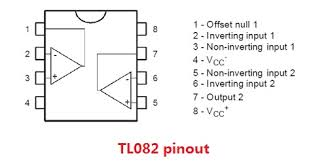 1
2
3
4
8
7
6
5
1 - Offset null 1
2 - Inverting input 1
3 - Non-inverting input 1
4 - VCC-
5 - Non-inverting input 2
6 - Inverting input 2
7 - Output 2
8 - VCC+
TL082 pinout